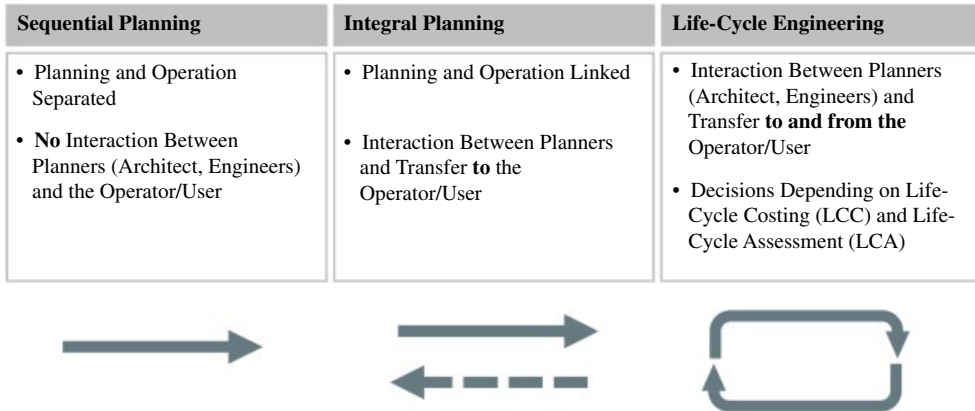 Sequential Planning
• Planning and Operation
Separated
• No Interaction Between
Planners (Architect, Engineers)
and the Operator/User
Integral Planning
• Planning and Operation Linked
• Interaction Between Planners
and Transfer to the
Operator/User
Life-Cycle Engineering
• Interaction Between Planners
(Architect, Engineers) and
Transfer to and from the
Operator/User
• Decisions Depending on Life-
Cycle Costing (LCC) and Life-
Cycle Assessment (LCA)